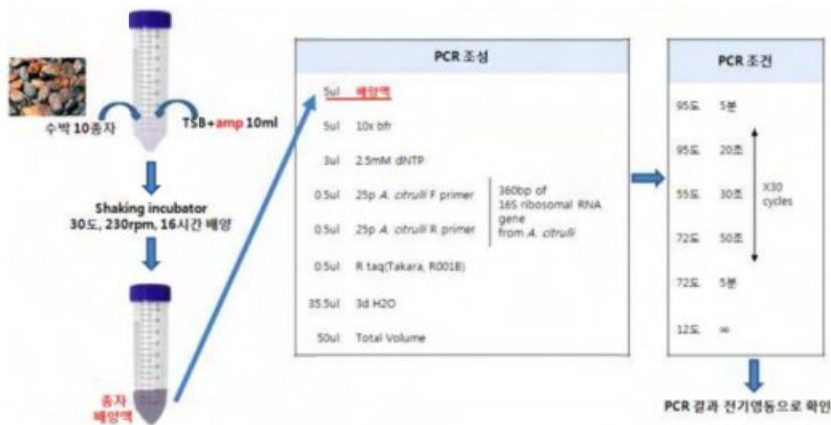 수박 10종자
TSB+amp 10ml
Shaking incubator
30도, 230rpm, 16시간 배양
종자
배양액
PCR 조성
5ul 배양액
5ul 10x bfr
3ul 2.5mM dNTP
0.5ul 25p A. citrulli F primer
0.5ul 25p A. citrulli R primer
360bp of
16S ribosomal RNA
gene
from A. citrulli
0.5ul R taq(Takara, R001B)
35.5ul 3d H2O
50ul Total Volume
PCR 조건
95도 5분
95도 20초
55도 30초
72도 50초
X30
cycles
72도 5분
12도 ∞
PCR 결과 전기영동으로 확인